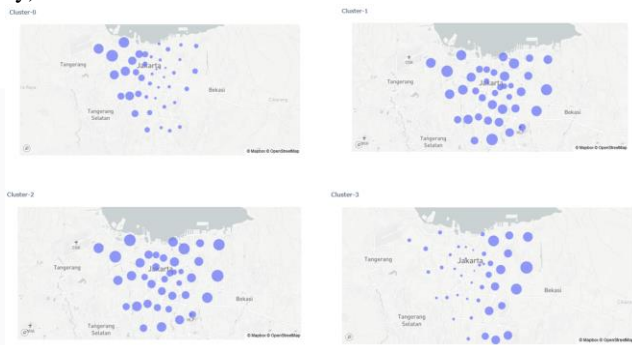 Cluster-0
Cluster-1
Tangerang
Jakarta
Bekasi
Tangerang
Selatan
© Mapbox © OpenStreetMap
Tangerang
Jakarta
Bekasi
Tangerang
Selatan
© Mapbox © OpenStreetMap
Cluster-2
Cluster-3
Tangerang
Jakarta
Bekasi
Tangerang
Selatan
© Mapbox © OpenStreetMap
Tangerang
Jakarta
Bekasi
Tangerang
Selatan
© Mapbox © OpenStreetMap